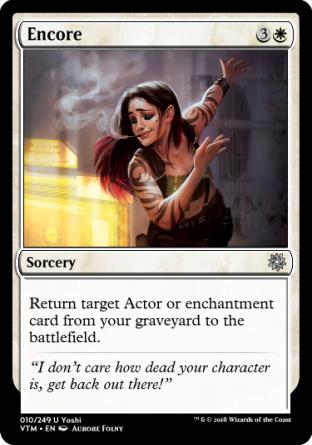 Encore 3
Sorcery
Return target Actor or enchantment
card from your graveyard to the
battlefield.
“I don't care how dead your character
is, get back out there!”
010/249 U Yoshi
VTM • EN AURORE FOLNY
™ & © 2018 Wizards of the Coast